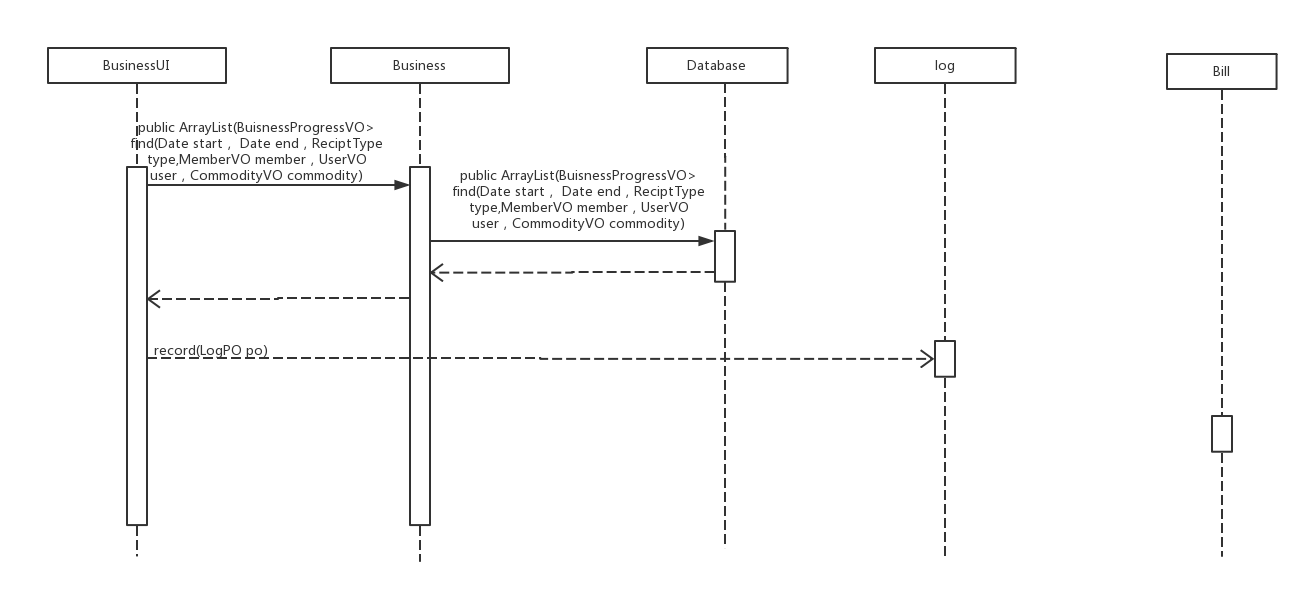 BusinessUI
Business
Database
log
Bill
public ArrayList(BuisnessProgressVO>
find(Date start , Date end , ReciptType
type,MemberVO member , UserVO
user , CommodityVO commodity)
public ArrayList(BuisnessProgressVO>
find(Date start , Date end , ReciptType
type,MemberVO member , UserVO
user , CommodityVO commodity)
record(LogPO po)